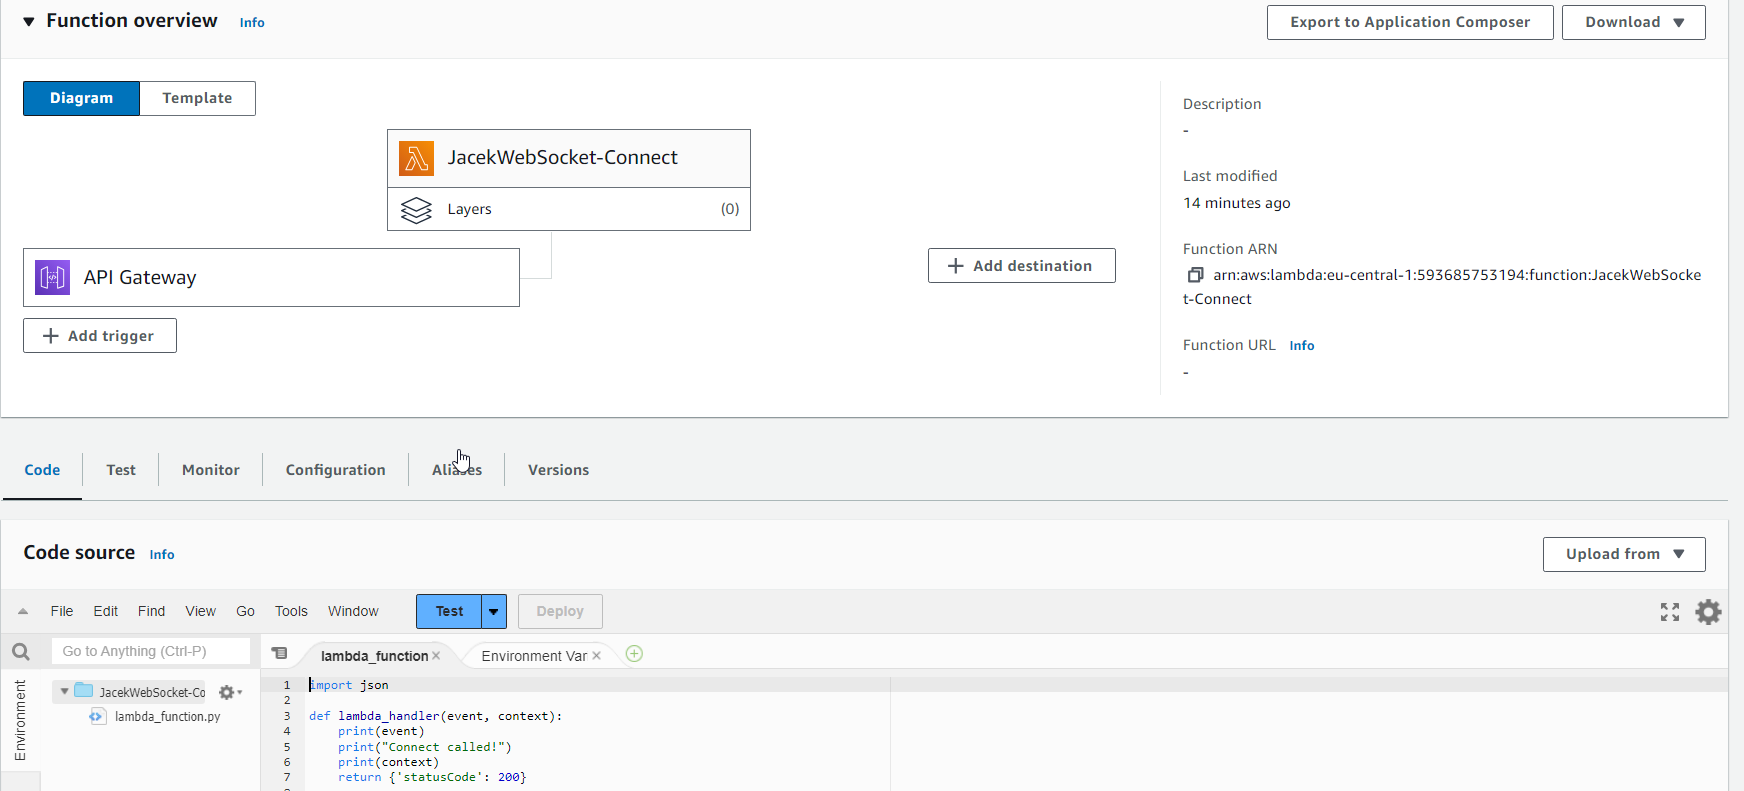 Function overview Info
Export to Application Composer
Download
Diagram
Template
JacekWebSocket-Connect
Layers
(0)
API Gateway
Add trigger
Add destination
Description
-
Last modified
14 minutes ago
Function ARN
arn:aws:lambda:eu-central-1:593685753194:function:JacekWebSocke
t-Connect
Function URL Info
-
Code
Test
Monitor
Configuration
Aliases
Versions
Code source Info
Upload from
File Edit Find View Go Tools Window
Test
Deploy
Go to Anything (Ctrl-P)
lambda_function
Environment Var
Environment
JacekWebSocket-Co
lambda_function.py
1 import json
2
3 def lambda_handler(event, context):
4 print(event)
5 print("Connect called!")
6 print(context)
7 return {'statusCode': 200}